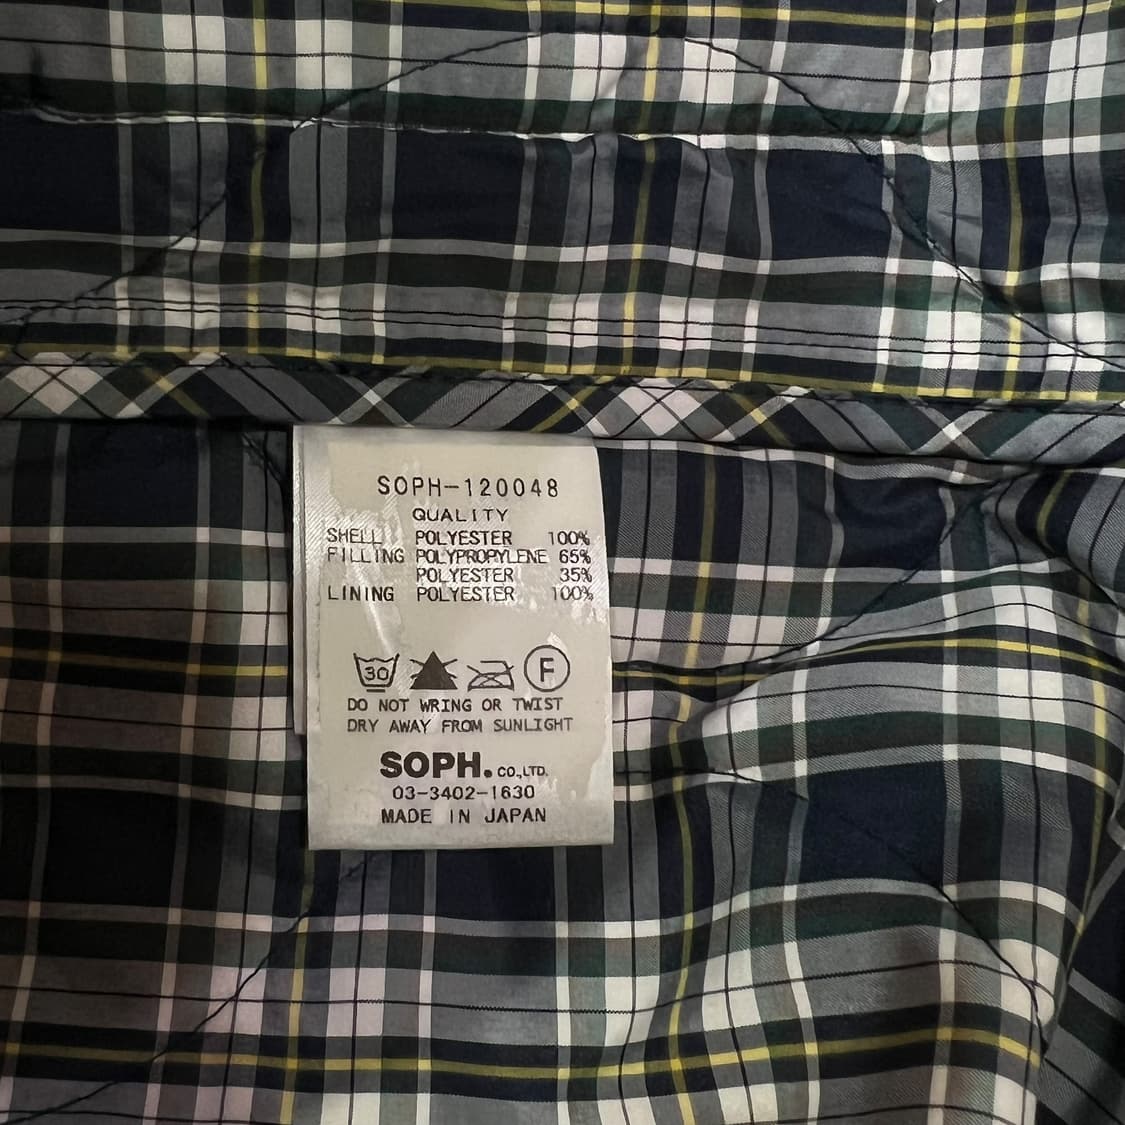 SOPH-120048
QUALITY
SHELL POLYESTER 100%
FILLING POLYPROPYLENE 65%
POLYESTER 35%
LINING POLYESTER 100%
30 F
DO NOT WRING OR TWIST
DRY AWAY FROM SUNLIGHT
SOPH. CO.,LTD.
03-3402-1630
MADE IN JAPAN